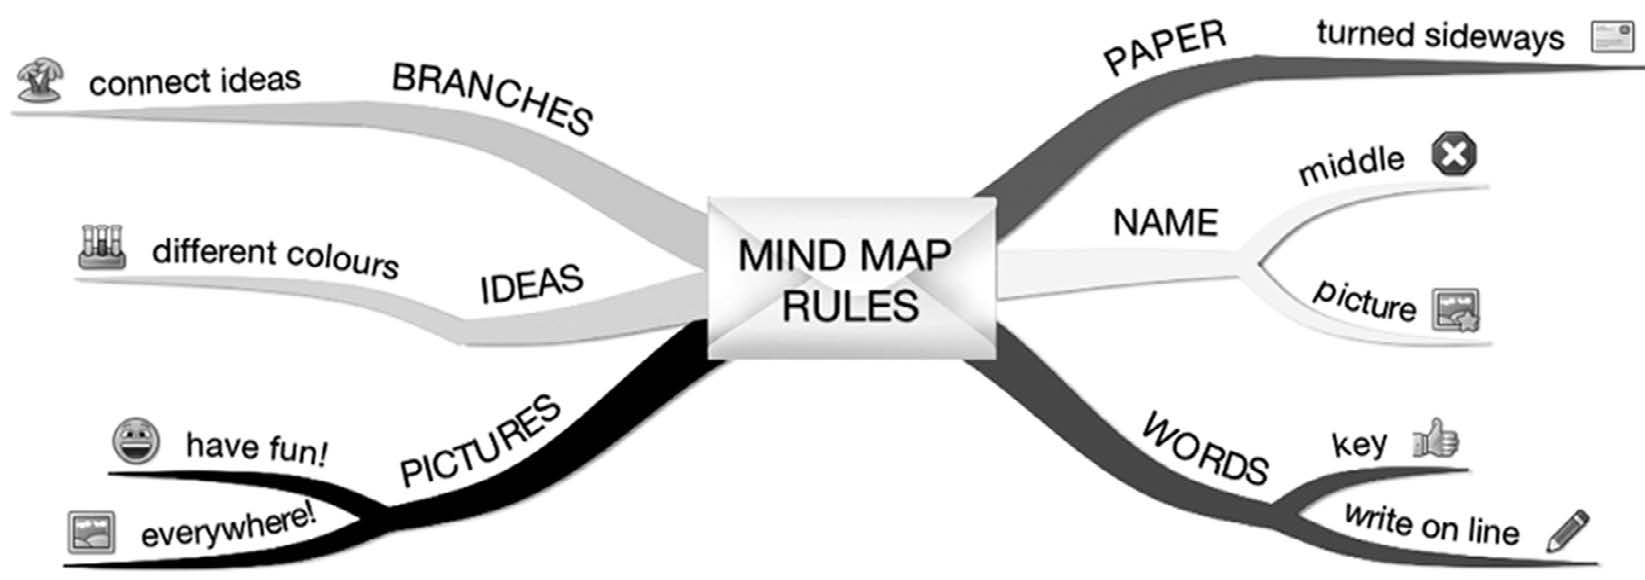 MIND MAP
RULES
PAPER
turned sideways
NAME
middle
picture
WORDS
key
write on line
BRANCHES
connect ideas
IDEAS
different colours
PICTURES
have fun!
everywhere!